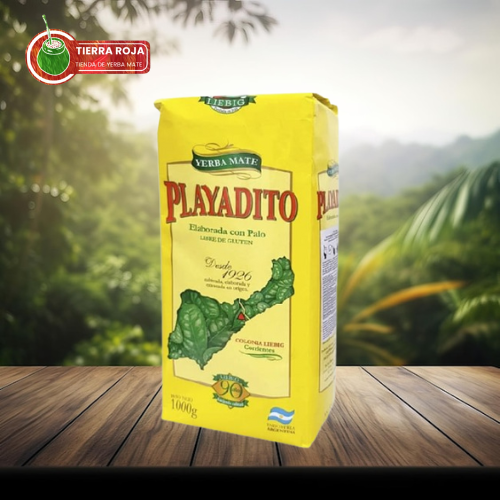 TIERRA ROJA
TIENDA DE YERBA MATE
LIEBIG
YERBA MATE
PLAYADITO
Elaborada con Palo
LIBRE DE GLUTEN
Desde
1926
COLONIA LIEBIG
Corrientes
90
1000g